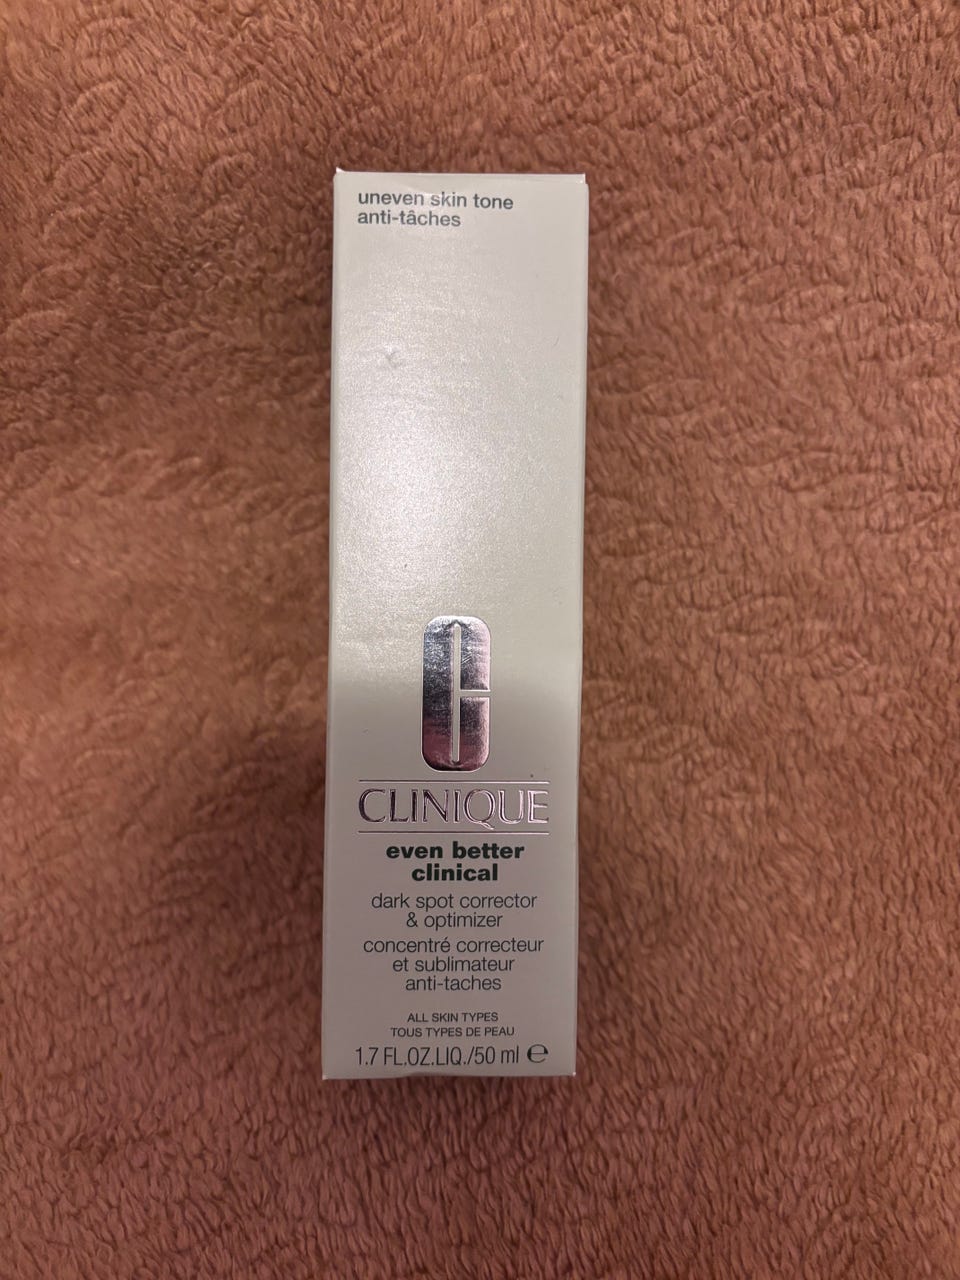 uneven skin tone
anti-tâches
CLINIQUE
even better
clinical
dark spot corrector
& optimizer
concentré correcteur
et sublimateur
anti-taches
ALL SKIN TYPES
TOUS TYPES DE PEAU
1.7 FL.OZ.LIQ./50 ml ℮